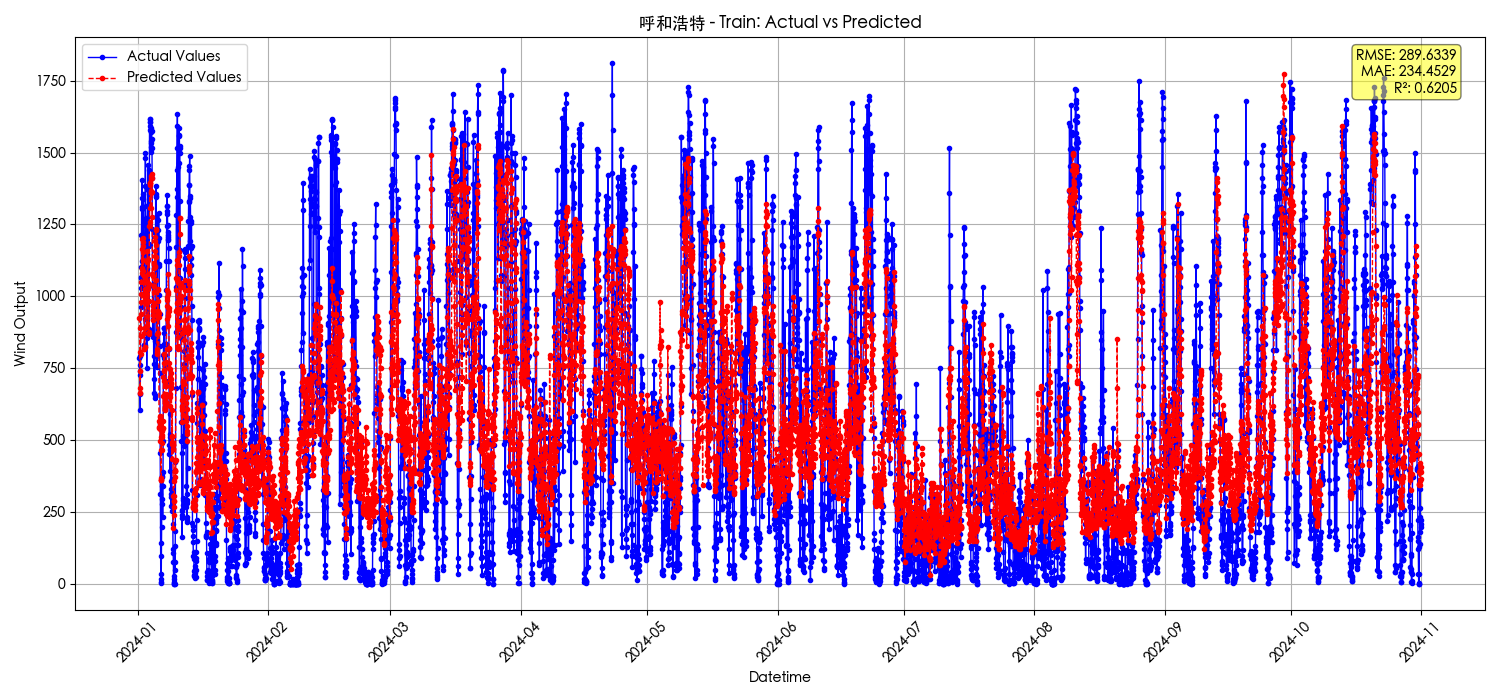 呼和浩特 - Train: Actual vs Predicted
Actual Values
Predicted Values
RMSE: 289.6339
MAE: 234.4529
R²: 0.6205
Wind Output
1750
1500
1250
1000
750
500
250
0
2024-01
2024-02
2024-03
2024-04
2024-05
2024-06
2024-07
2024-08
2024-09
2024-10
2024-11
Datetime